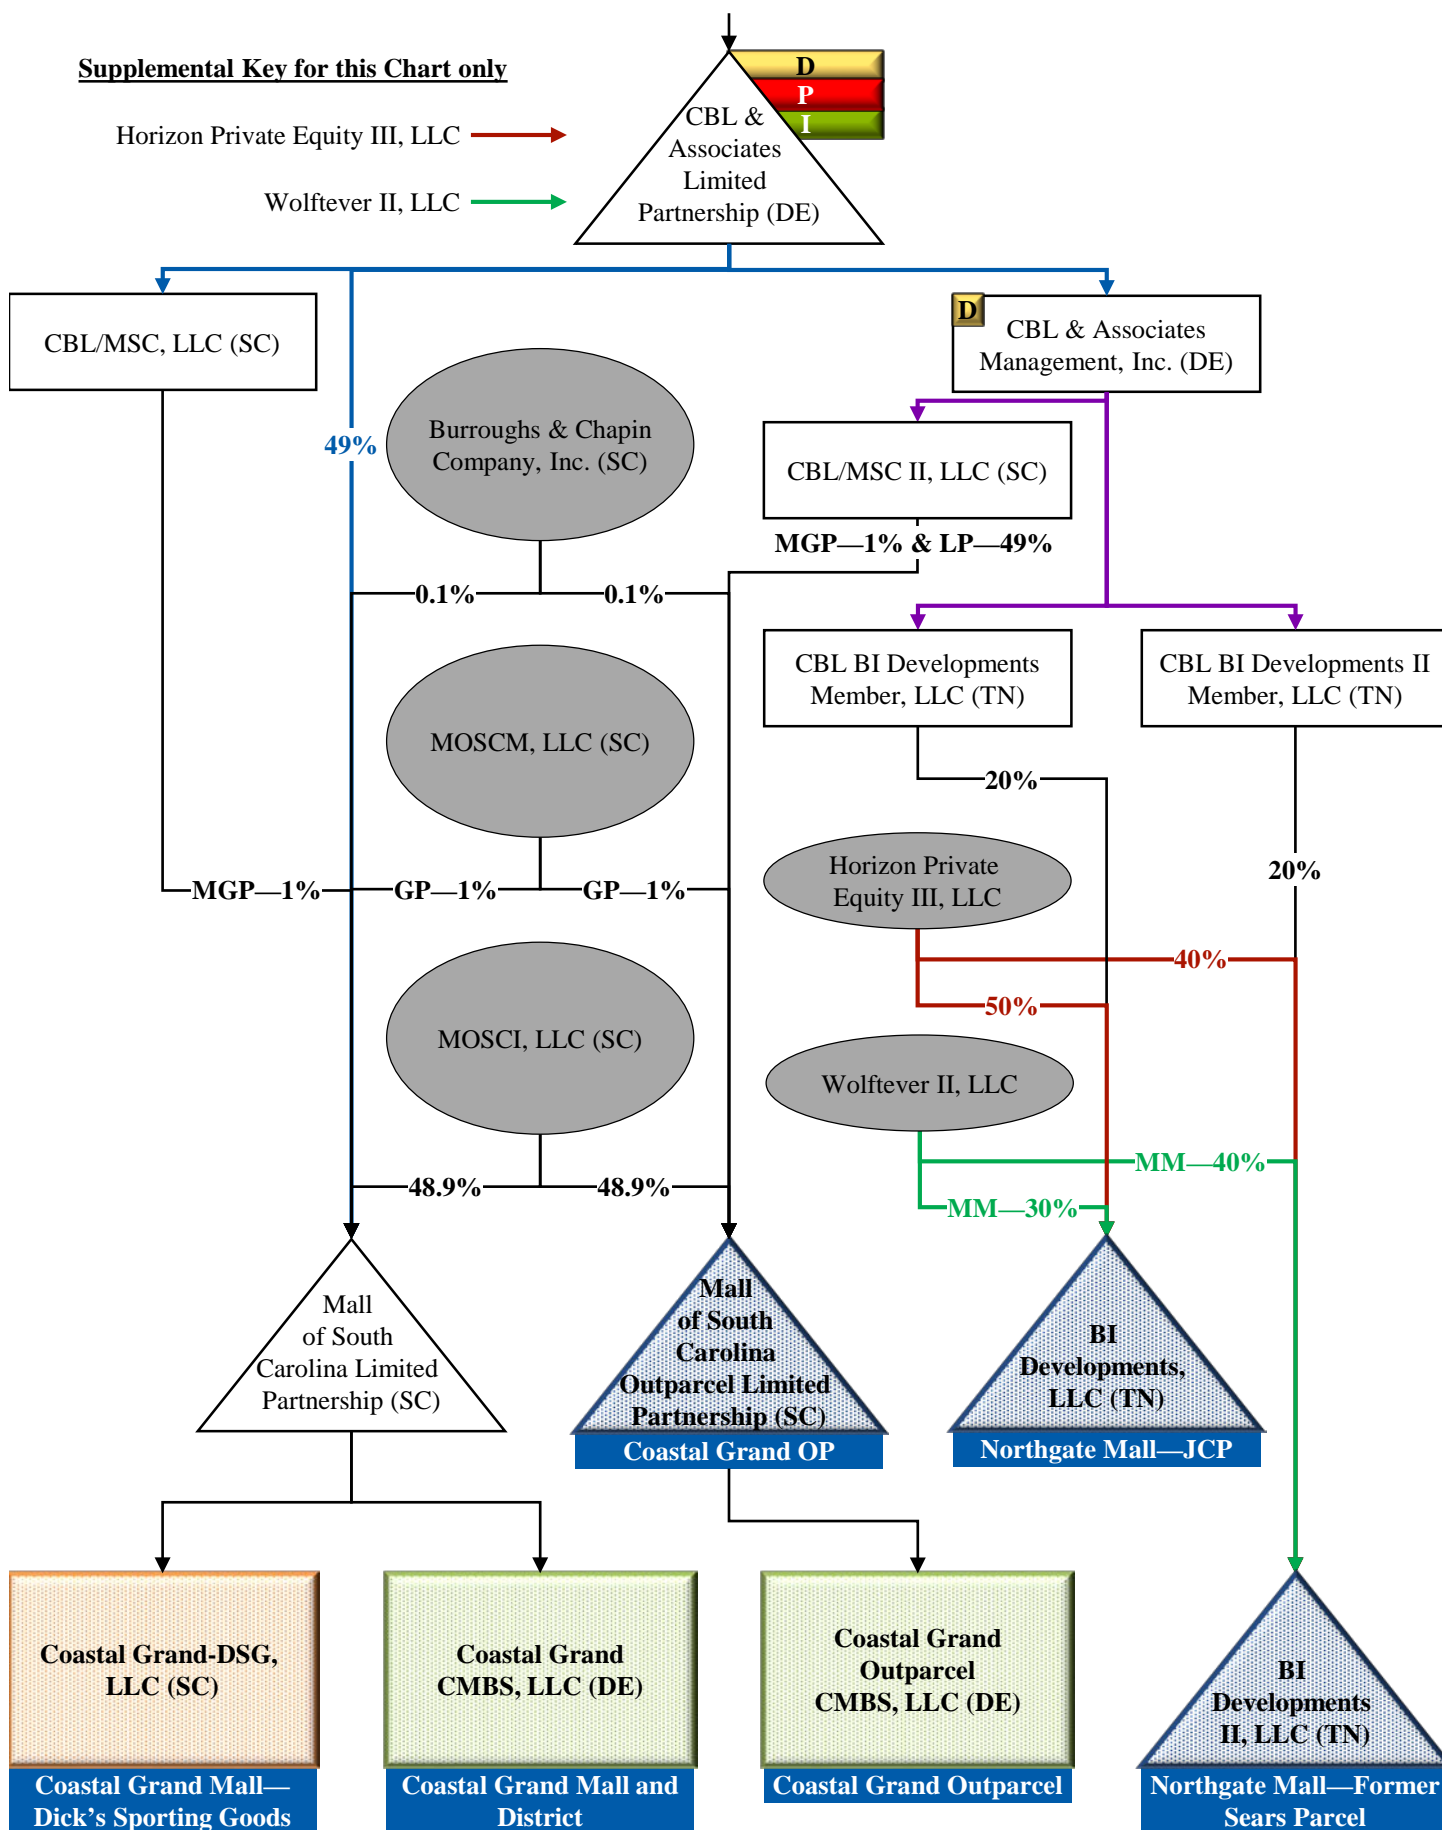 Supplemental Key for this Chart only
Horizon Private Equity III, LLC
Wolftever II, LLC
D
P
I
CBL &
Associates
Limited
Partnership (DE)
CBL/MSC, LLC (SC)
D
CBL & Associates
Management, Inc. (DE)
49%
Burroughs & Chapin
Company, Inc. (SC)
CBL/MSC II, LLC (SC)
MGP—1% & LP—49%
0.1%
0.1%
MOSCM, LLC (SC)
CBL BI Developments
Member, LLC (TN)
CBL BI Developments II
Member, LLC (TN)
20%
20%
MGP—1%
GP—1%
GP—1%
Horizon Private
Equity III, LLC
40%
50%
MOSCI, LLC (SC)
Wolftever II, LLC
MM—40%
48.9%
48.9%
MM—30%
Mall
of South
Carolina Limited
Partnership (SC)
Mall
of South
Carolina
Outparcel Limited
Partnership (SC)
Coastal Grand OP
BI
Developments,
LLC (TN)
Northgate Mall—JCP
Coastal Grand-DSG,
LLC (SC)
Coastal Grand Mall—
Dick's Sporting Goods
Coastal Grand
CMBS, LLC (DE)
Coastal Grand Mall and
District
Coastal Grand
Outparcel
CMBS, LLC (DE)
Coastal Grand Outparcel
BI
Developments
II, LLC (TN)
Northgate Mall—Former
Sears Parcel